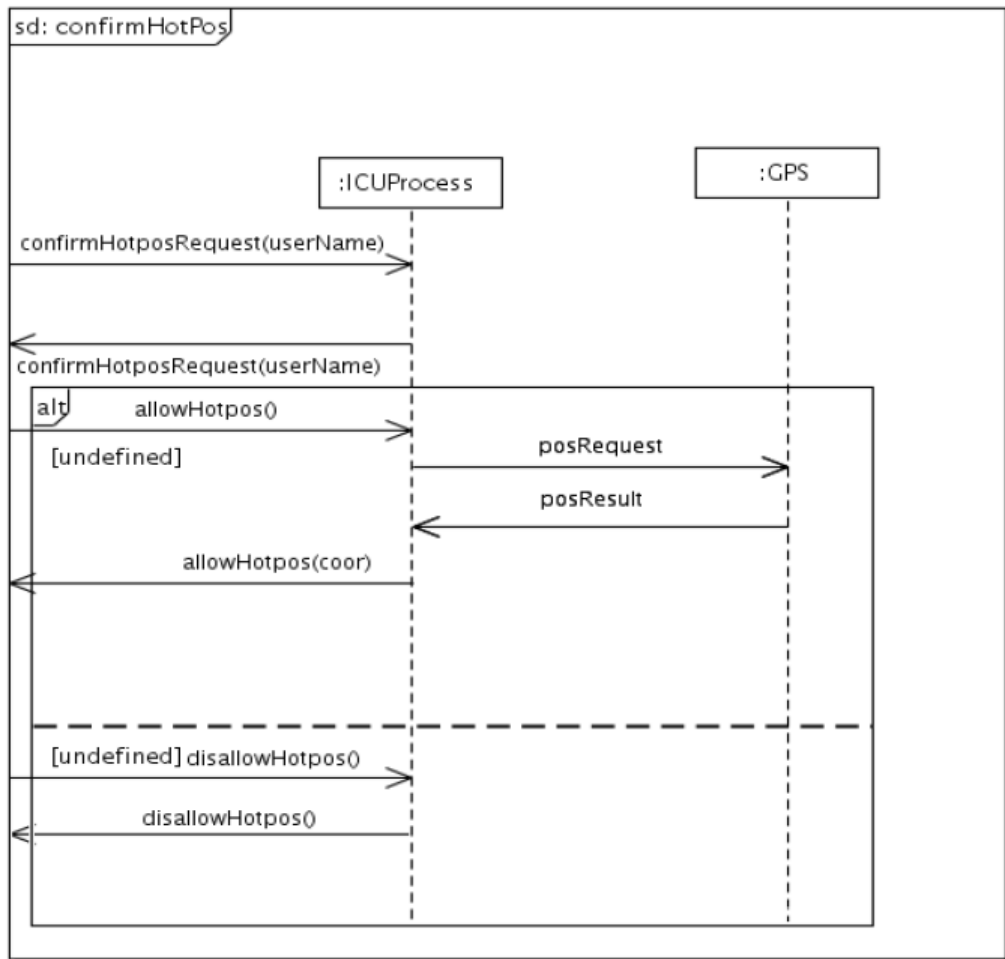 sd: confirmHotPos
:ICUProcess
:GPS
confirmHotposRequest(userName)
confirmHotposRequest(userName)
alt
allowHotpos()
[undefined]
posRequest
posResult
allowHotpos(coor)
[undefined] disallowHotpos()
disallowHotpos()